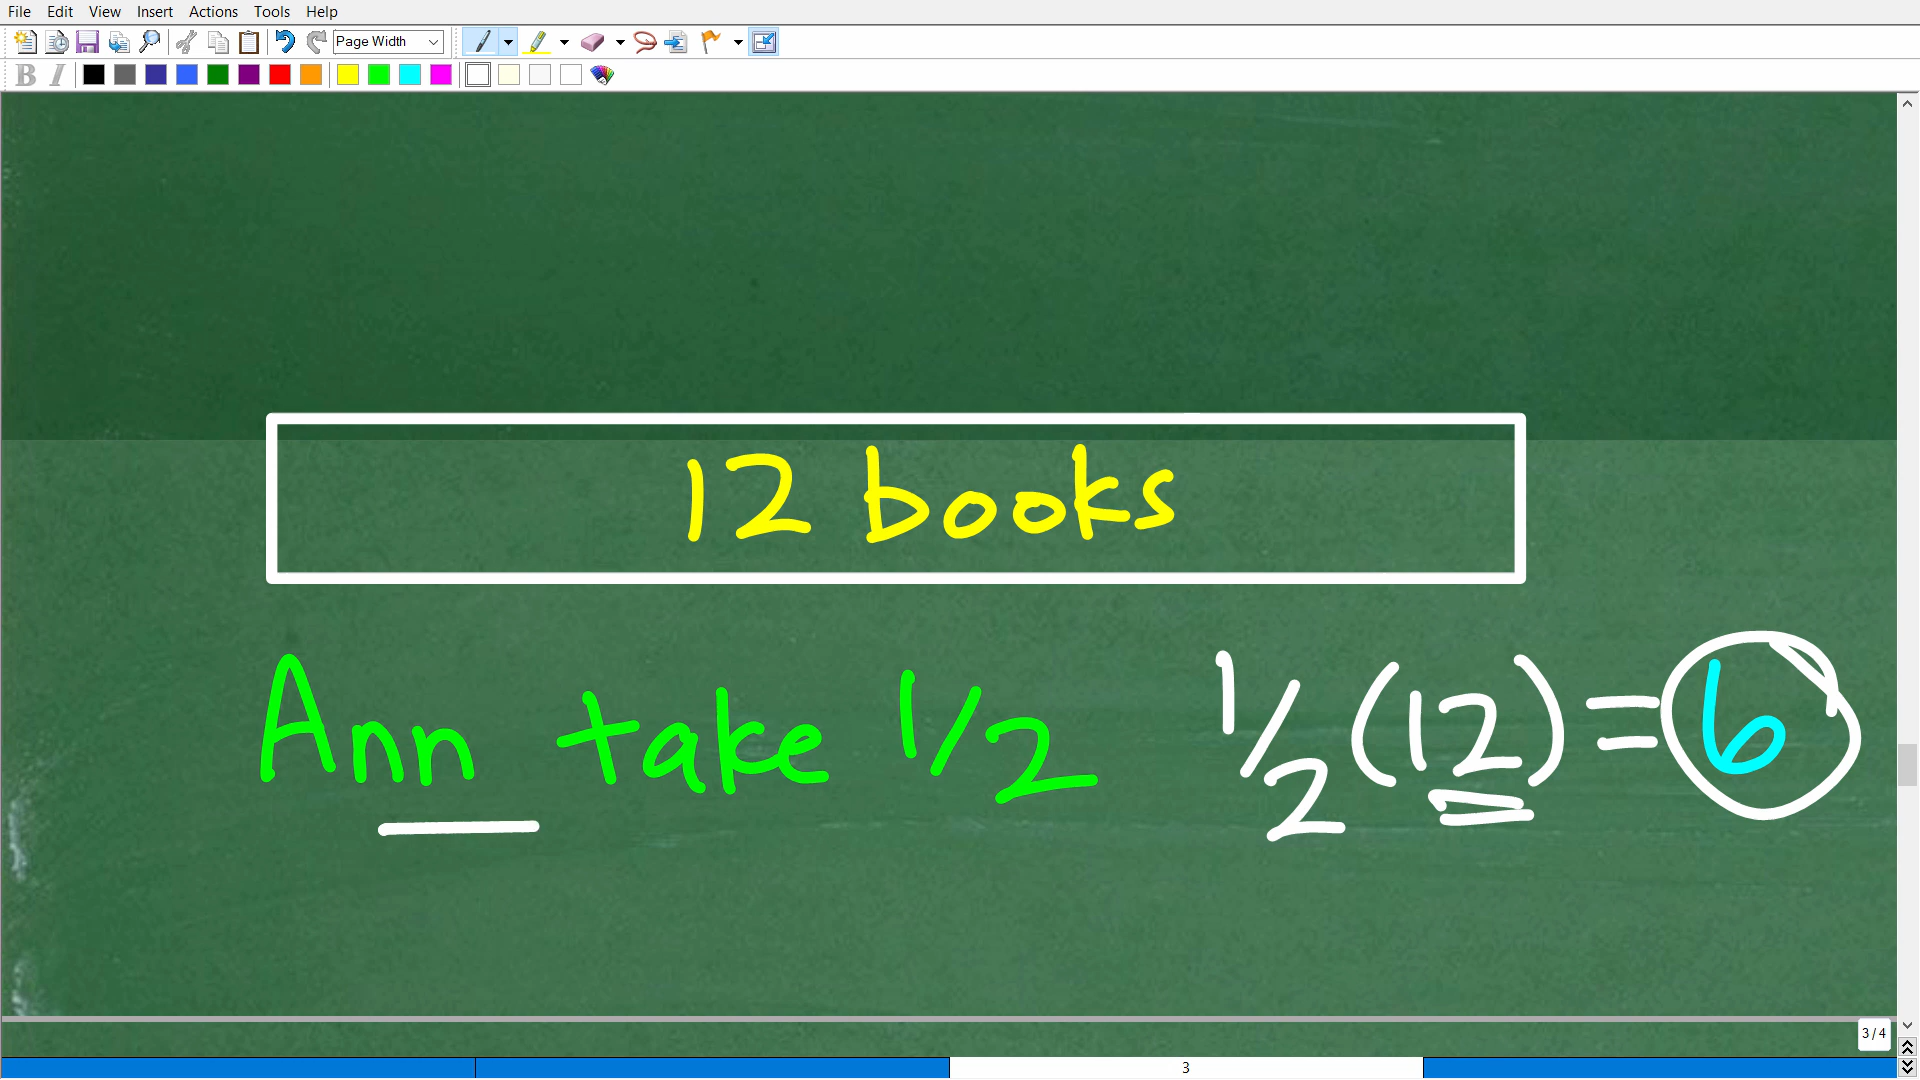 File Edit View Insert Actions Tools Help
Page Width
B I
12 books
Ann take 1/2 1/2(12)=6
3/4
3